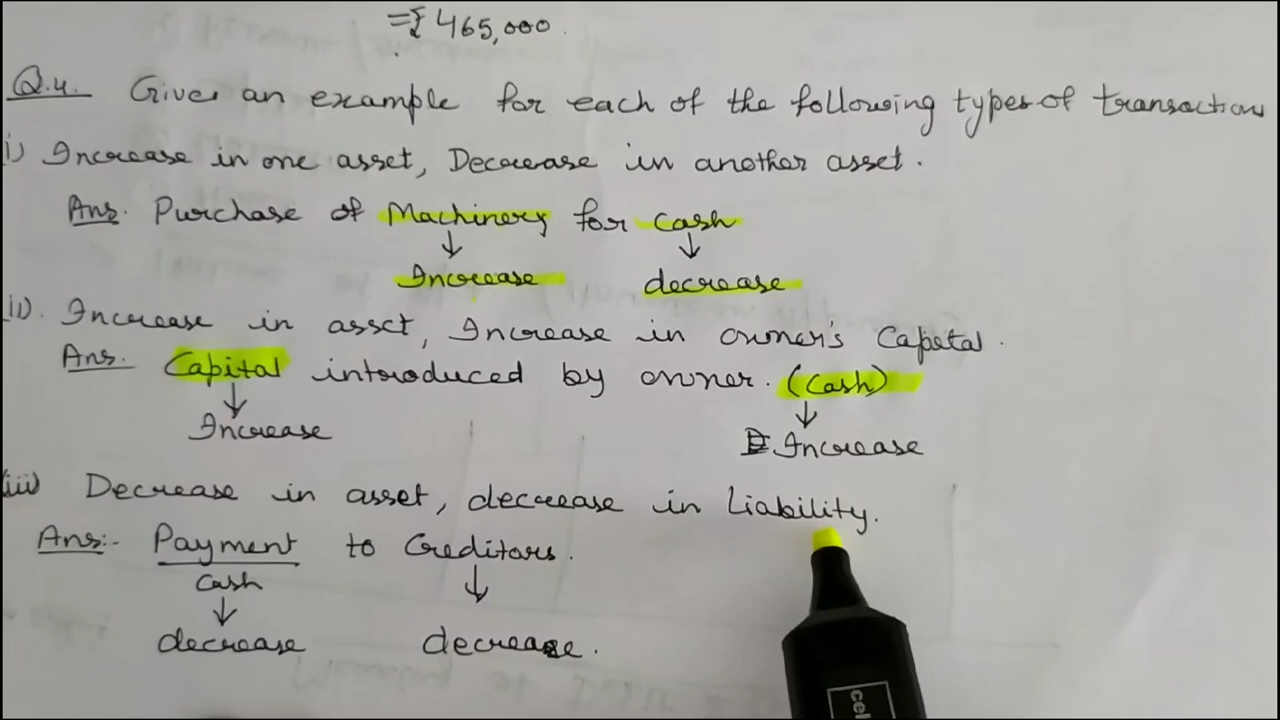 =₹ 465,000.
Q.4. Give an example for each of the following types of transaction
i) Increase in one asset, Decrease in another asset.
Ans. Purchase of Machinery for cash
↓ ↓
Increase decrease
ii). Increase in asset, Increase in owner's Capital.
Ans. Capital introduced by owner. (Cash)
↓ ↓
Increase Increase
iii) Decrease in asset, decrease in Liability.
Ans:- Payment to Creditors.
Cash ↓
↓
decrease decrease.
cel